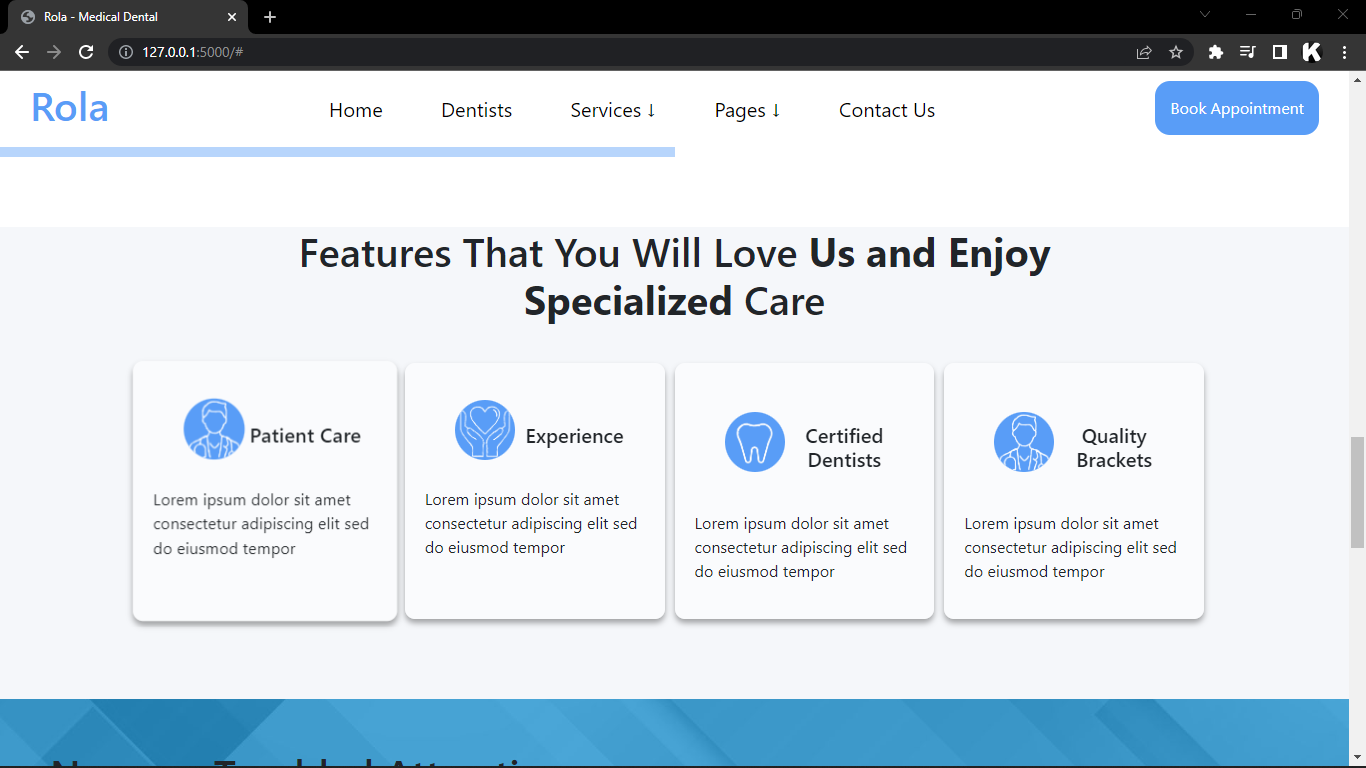 Rola - Medical Dental
127.0.0.1:5000/#
Rola
Home
Dentists
Services ↓
Pages ↓
Contact Us
Book Appointment
Features That You Will Love Us and Enjoy
Specialized Care
Patient Care
Lorem ipsum dolor sit amet
consectetur adipiscing elit sed
do eiusmod tempor
Experience
Lorem ipsum dolor sit amet
consectetur adipiscing elit sed
do eiusmod tempor
Certified
Dentists
Lorem ipsum dolor sit amet
consectetur adipiscing elit sed
do eiusmod tempor
Quality
Brackets
Lorem ipsum dolor sit amet
consectetur adipiscing elit sed
do eiusmod tempor